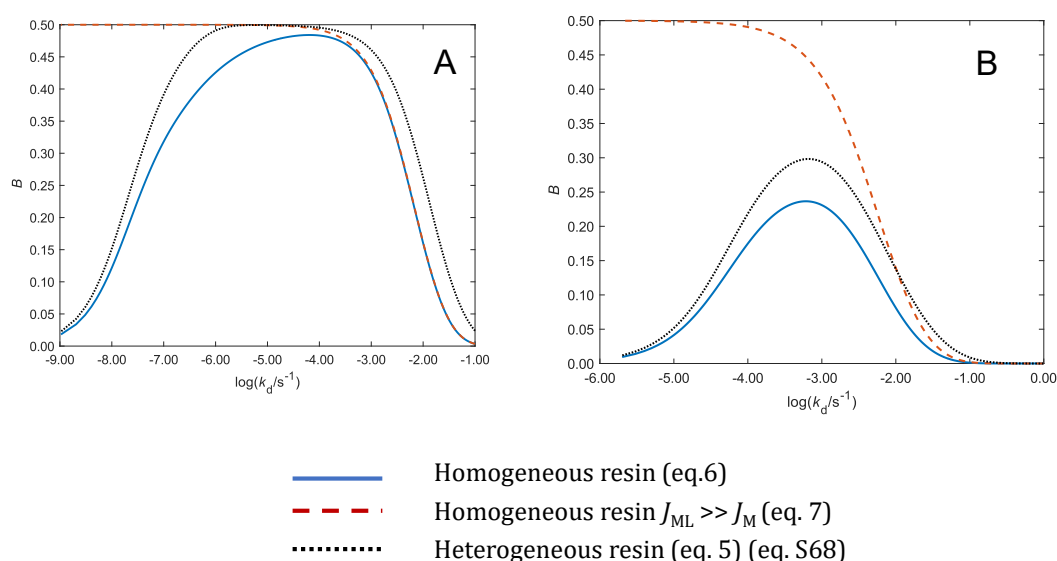 A
0.50
0.45
0.40
0.35
0.30
0.25
0.20
0.15
0.10
0.05
0.00
B
-9.00 -8.00 -7.00 -6.00 -5.00 -4.00 -3.00 -2.00 -1.00
log(kd/s-1)
B
0.50
0.45
0.40
0.35
0.30
0.25
0.20
0.15
0.10
0.05
0.00
B
-6.00 -5.00 -4.00 -3.00 -2.00 -1.00 0.00
log(kd/s-1)
Homogeneous resin (eq.6)
Homogeneous resin JML >> JM (eq. 7)
Heterogeneous resin (eq. 5) (eq. S68)